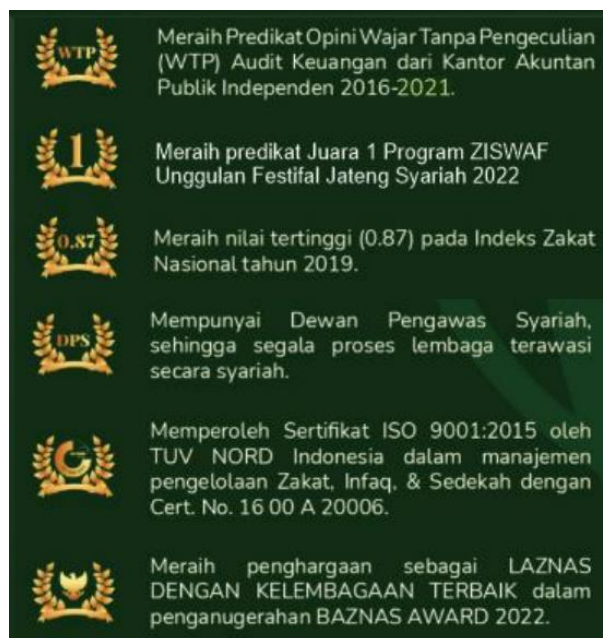 WTP
Meraih Predikat Opini Wajar Tanpa Pengeculian
(WTP) Audit Keuangan dari Kantor Akuntan
Publik Independen 2016-2021.
1
Meraih predikat Juara 1 Program ZISWAF
Unggulan Festifal Jateng Syariah 2022
0.87
Meraih nilai tertinggi (0.87) pada Indeks Zakat
Nasional tahun 2019.
DPS
Mempunyai Dewan Pengawas Syariah,
sehingga segala proses lembaga terawasi
secara syariah.
Memperoleh Sertifikat ISO 9001:2015 oleh
TUV NORD Indonesia dalam manajemen
pengelolaan Zakat, Infaq, & Sedekah dengan
Cert. No. 16 00 A 20006.
Meraih penghargaan sebagai LAZNAS
DENGAN KELEMBAGAAN TERBAIK dalam
penganugerahan BAZNAS AWARD 2022.